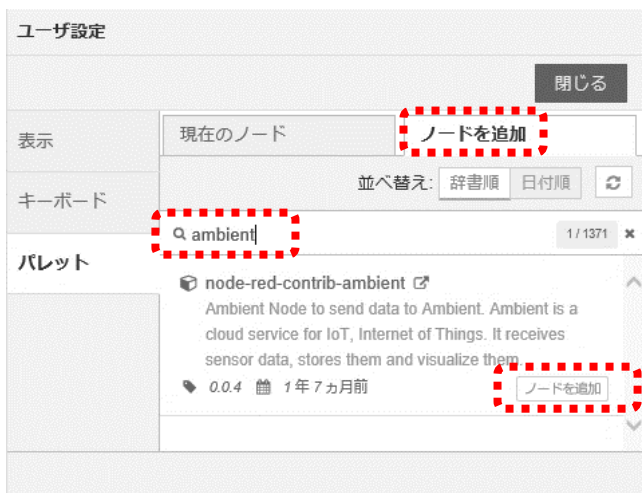 ユーザ設定
閉じる
表示
キーボード
パレット
現在のノード
ノードを追加
並べ替え: 辞書順 日付順
ambient
1 / 1371 ×
node-red-contrib-ambient
Ambient Node to send data to Ambient. Ambient is a
cloud service for IoT, Internet of Things. It receives
sensor data, stores them and visualize them.
0.0.4 1 年 7 ヵ月前
ノードを追加